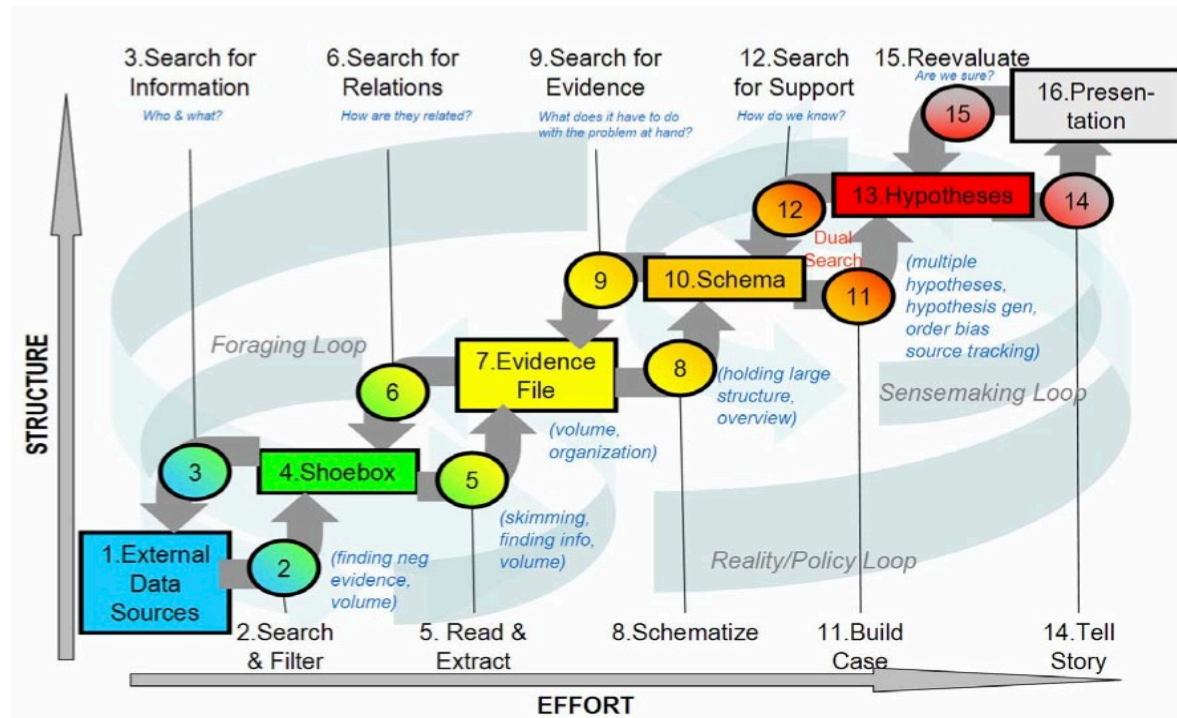 3.Search for
Information
Who & what?
6.Search for
Relations
How are they related?
9.Search for
Evidence
What does it have to do
with the problem at hand?
12.Search
for Support
How do we know?
15.Reevaluate
Are we sure?
16.Presen-
tation
15
13.Hypotheses
14
12
Dual
Search
10.Schema
11
(multiple
hypotheses,
hypothesis gen,
order bias
source tracking)
9
Foraging Loop
7.Evidence
File
8
(holding large
structure,
overview)
Sensemaking Loop
6
(volume,
organization)
STRUCTURE
3
4.Shoebox
5
(skimming,
finding info,
volume)
1.External
Data
Sources
2
(finding neg
evidence,
volume)
Reality/Policy Loop
2.Search
& Filter
5. Read &
Extract
8.Schematize
11.Build
Case
14.Tell
Story
EFFORT